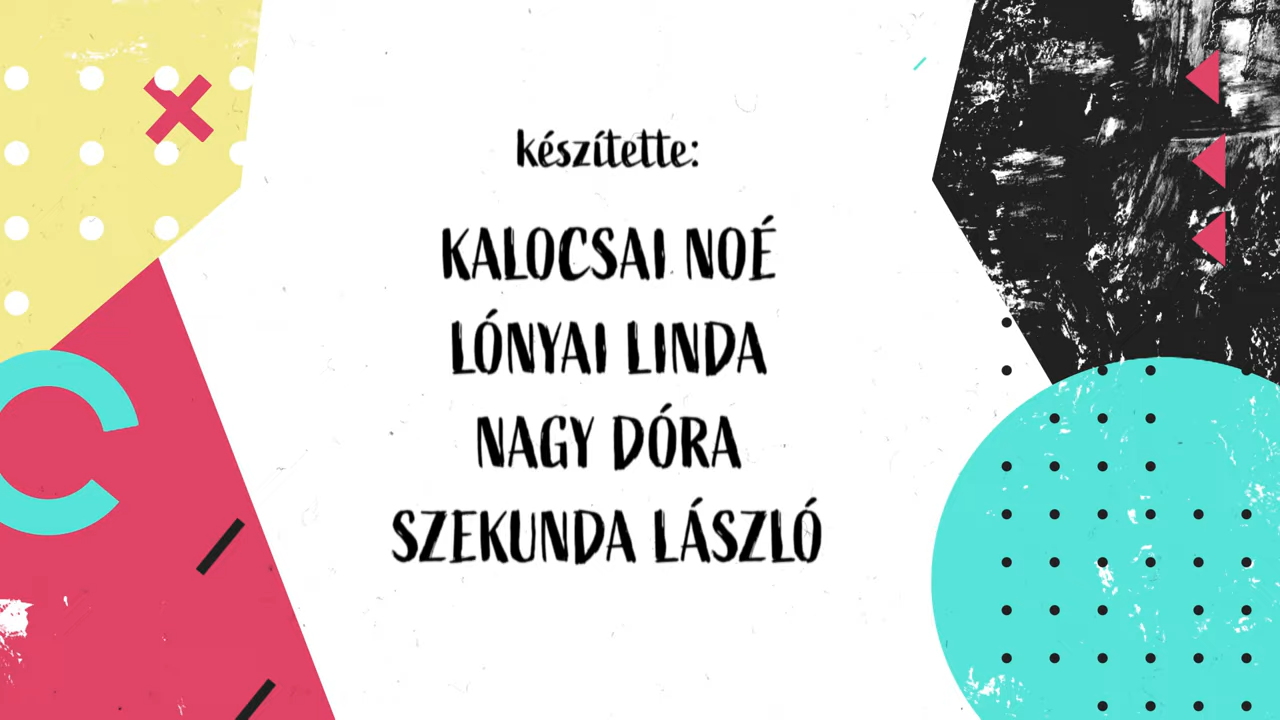 készítette:
KALOCSAI NOÉ
LÓNYAI LINDA
NAGY DÓRA
SZEKUNDA LÁSZLÓ